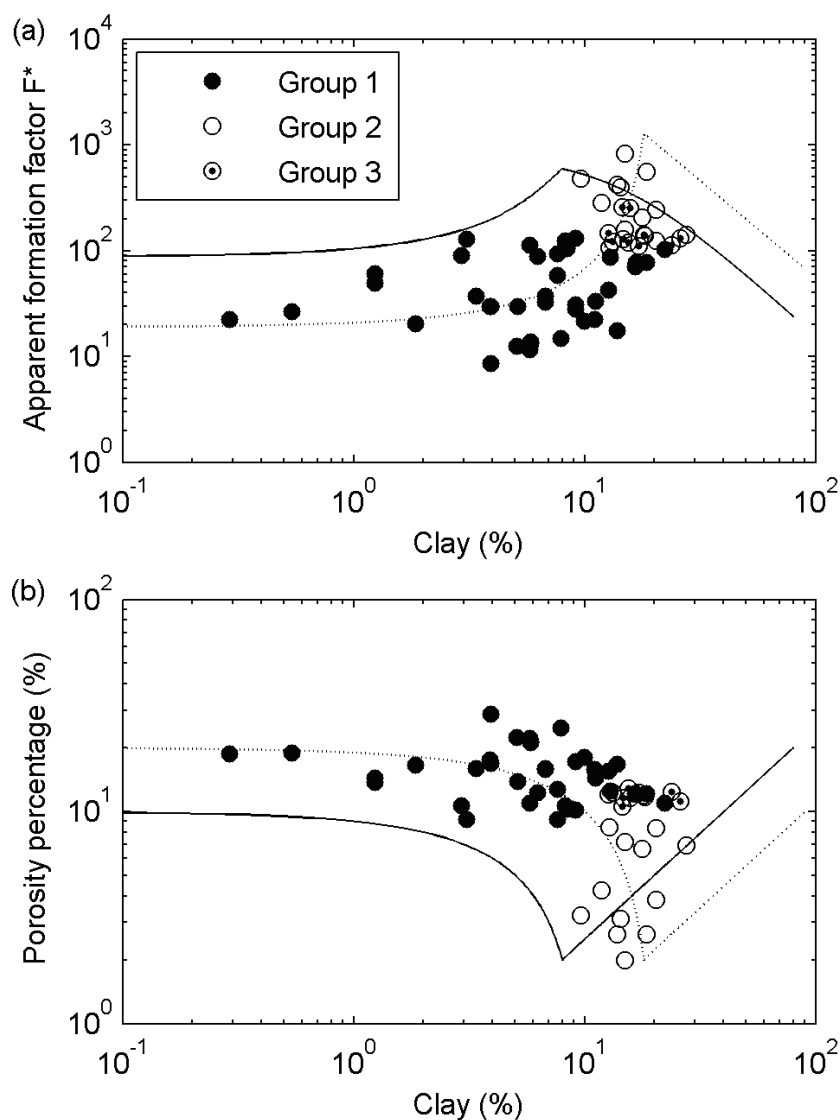 (a)
Apparent formation factor F*
10^4
10^3
10^2
10^1
10^0
Group 1
Group 2
Group 3
10^-1
10^0
10^1
10^2
Clay (%)
(b)
Porosity percentage (%)
10^2
10^1
10^0
10^-1
10^0
10^1
10^2
Clay (%)